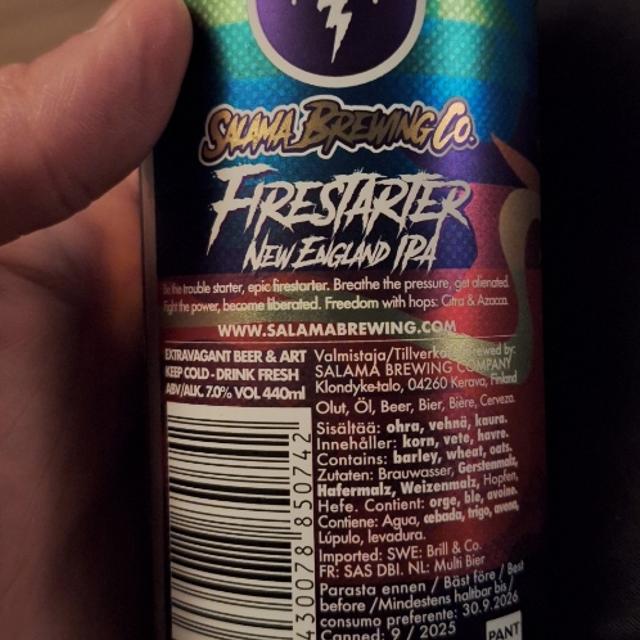 SALAMA BREWING CO.
FIRESTARTER
NEW ENGLAND IPA
the trouble starter, epic firestarter. Breathe the pressure, get alienated.
Fight the power, become liberated. Freedom with hops: Citra & Azacca.
WWW.SALAMABREWING.COM
EXTRAVAGANT BEER & ART
KEEP COLD - DRINK FRESH
ABV/ALK. 7.0% VOL 440ml
Valmistaja/Tillverkare/Brewed by:
SALAMA BREWING COMPANY
Klondyke-talo, 04260 Kerava, Finland
Olut, Öl, Beer, Bier, Bière, Cerveza.
Sisältää: ohra, vehnä, kaura.
Innehåller: korn, vete, havre.
Contains: barley, wheat, oats.
Zutaten: Brauwasser, Gerstenmalz,
Hafermalz, Weizenmalz, Hopfen,
Hefe. Contient: orge, ble, avoine.
Contiene: Agua, cebada, trigo, avena,
Lúpulo, levadura.
Imported: SWE: Brill & Co.
FR: SAS DBI. NL: Multi Bier
Parasta ennen / Bäst före / Best
before / Mindestens haltbar bis /
consumo preferente: 30.9.2026
Canned: 9 / 2025
430078 850742
PANT